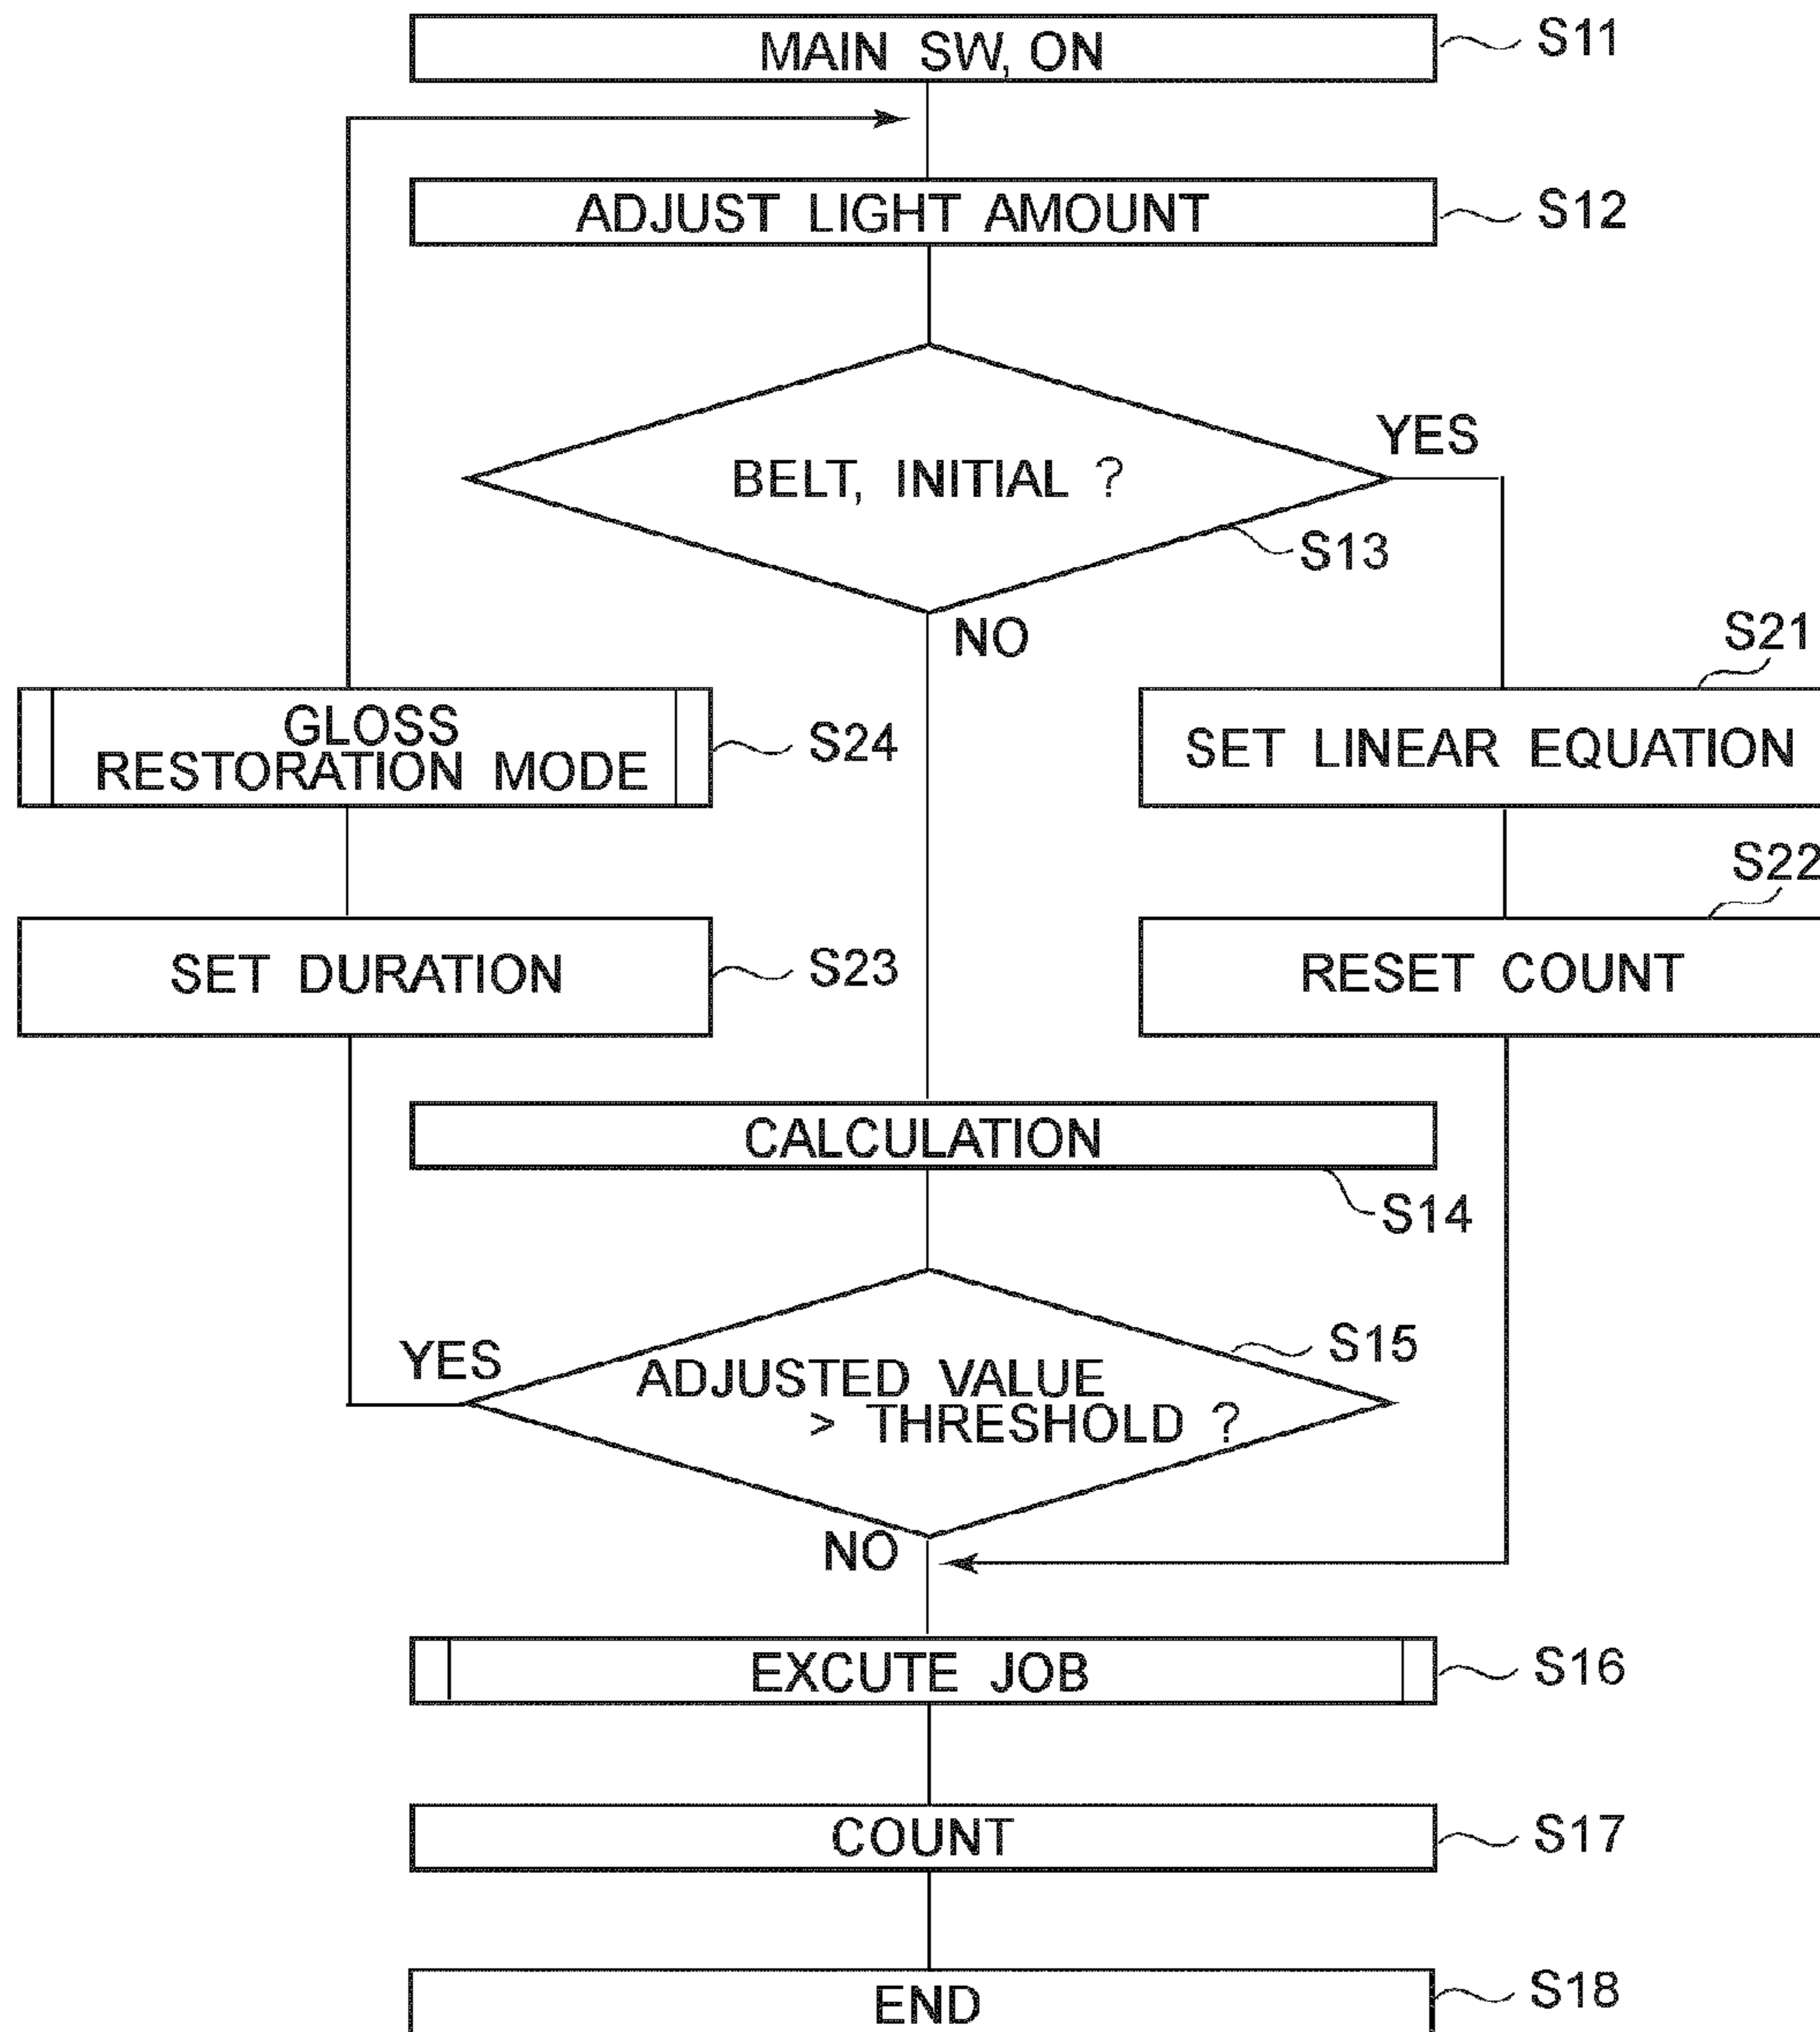 MAIN SW, ON
S11
ADJUST LIGHT AMOUNT
S12
BELT, INITIAL ?
YES
S13
NO
S21
GLOSS
RESTORATION MODE
S24
SET LINEAR EQUATION
S22
SET DURATION
S23
RESET COUNT
CALCULATION
S14
YES
ADJUSTED VALUE
> THRESHOLD ?
S15
NO
EXCUTE JOB
S16
COUNT
S17
END
S18